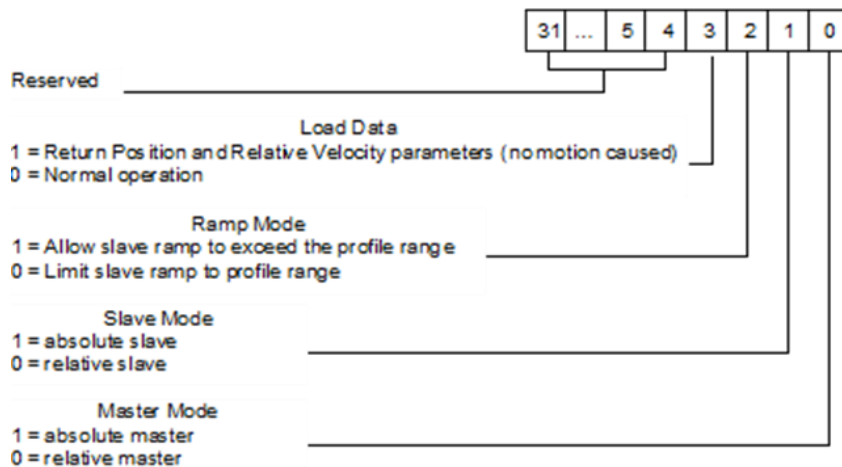 31 ... 5 4 3 2 1 0
Reserved
Load Data
1 = Return Position and Relative Velocity parameters (no motion caused)
0 = Normal operation
Ramp Mode
1 = Allow slave ramp to exceed the profile range
0 = Limit slave ramp to profile range
Slave Mode
1 = absolute slave
0 = relative slave
Master Mode
1 = absolute master
0 = relative master